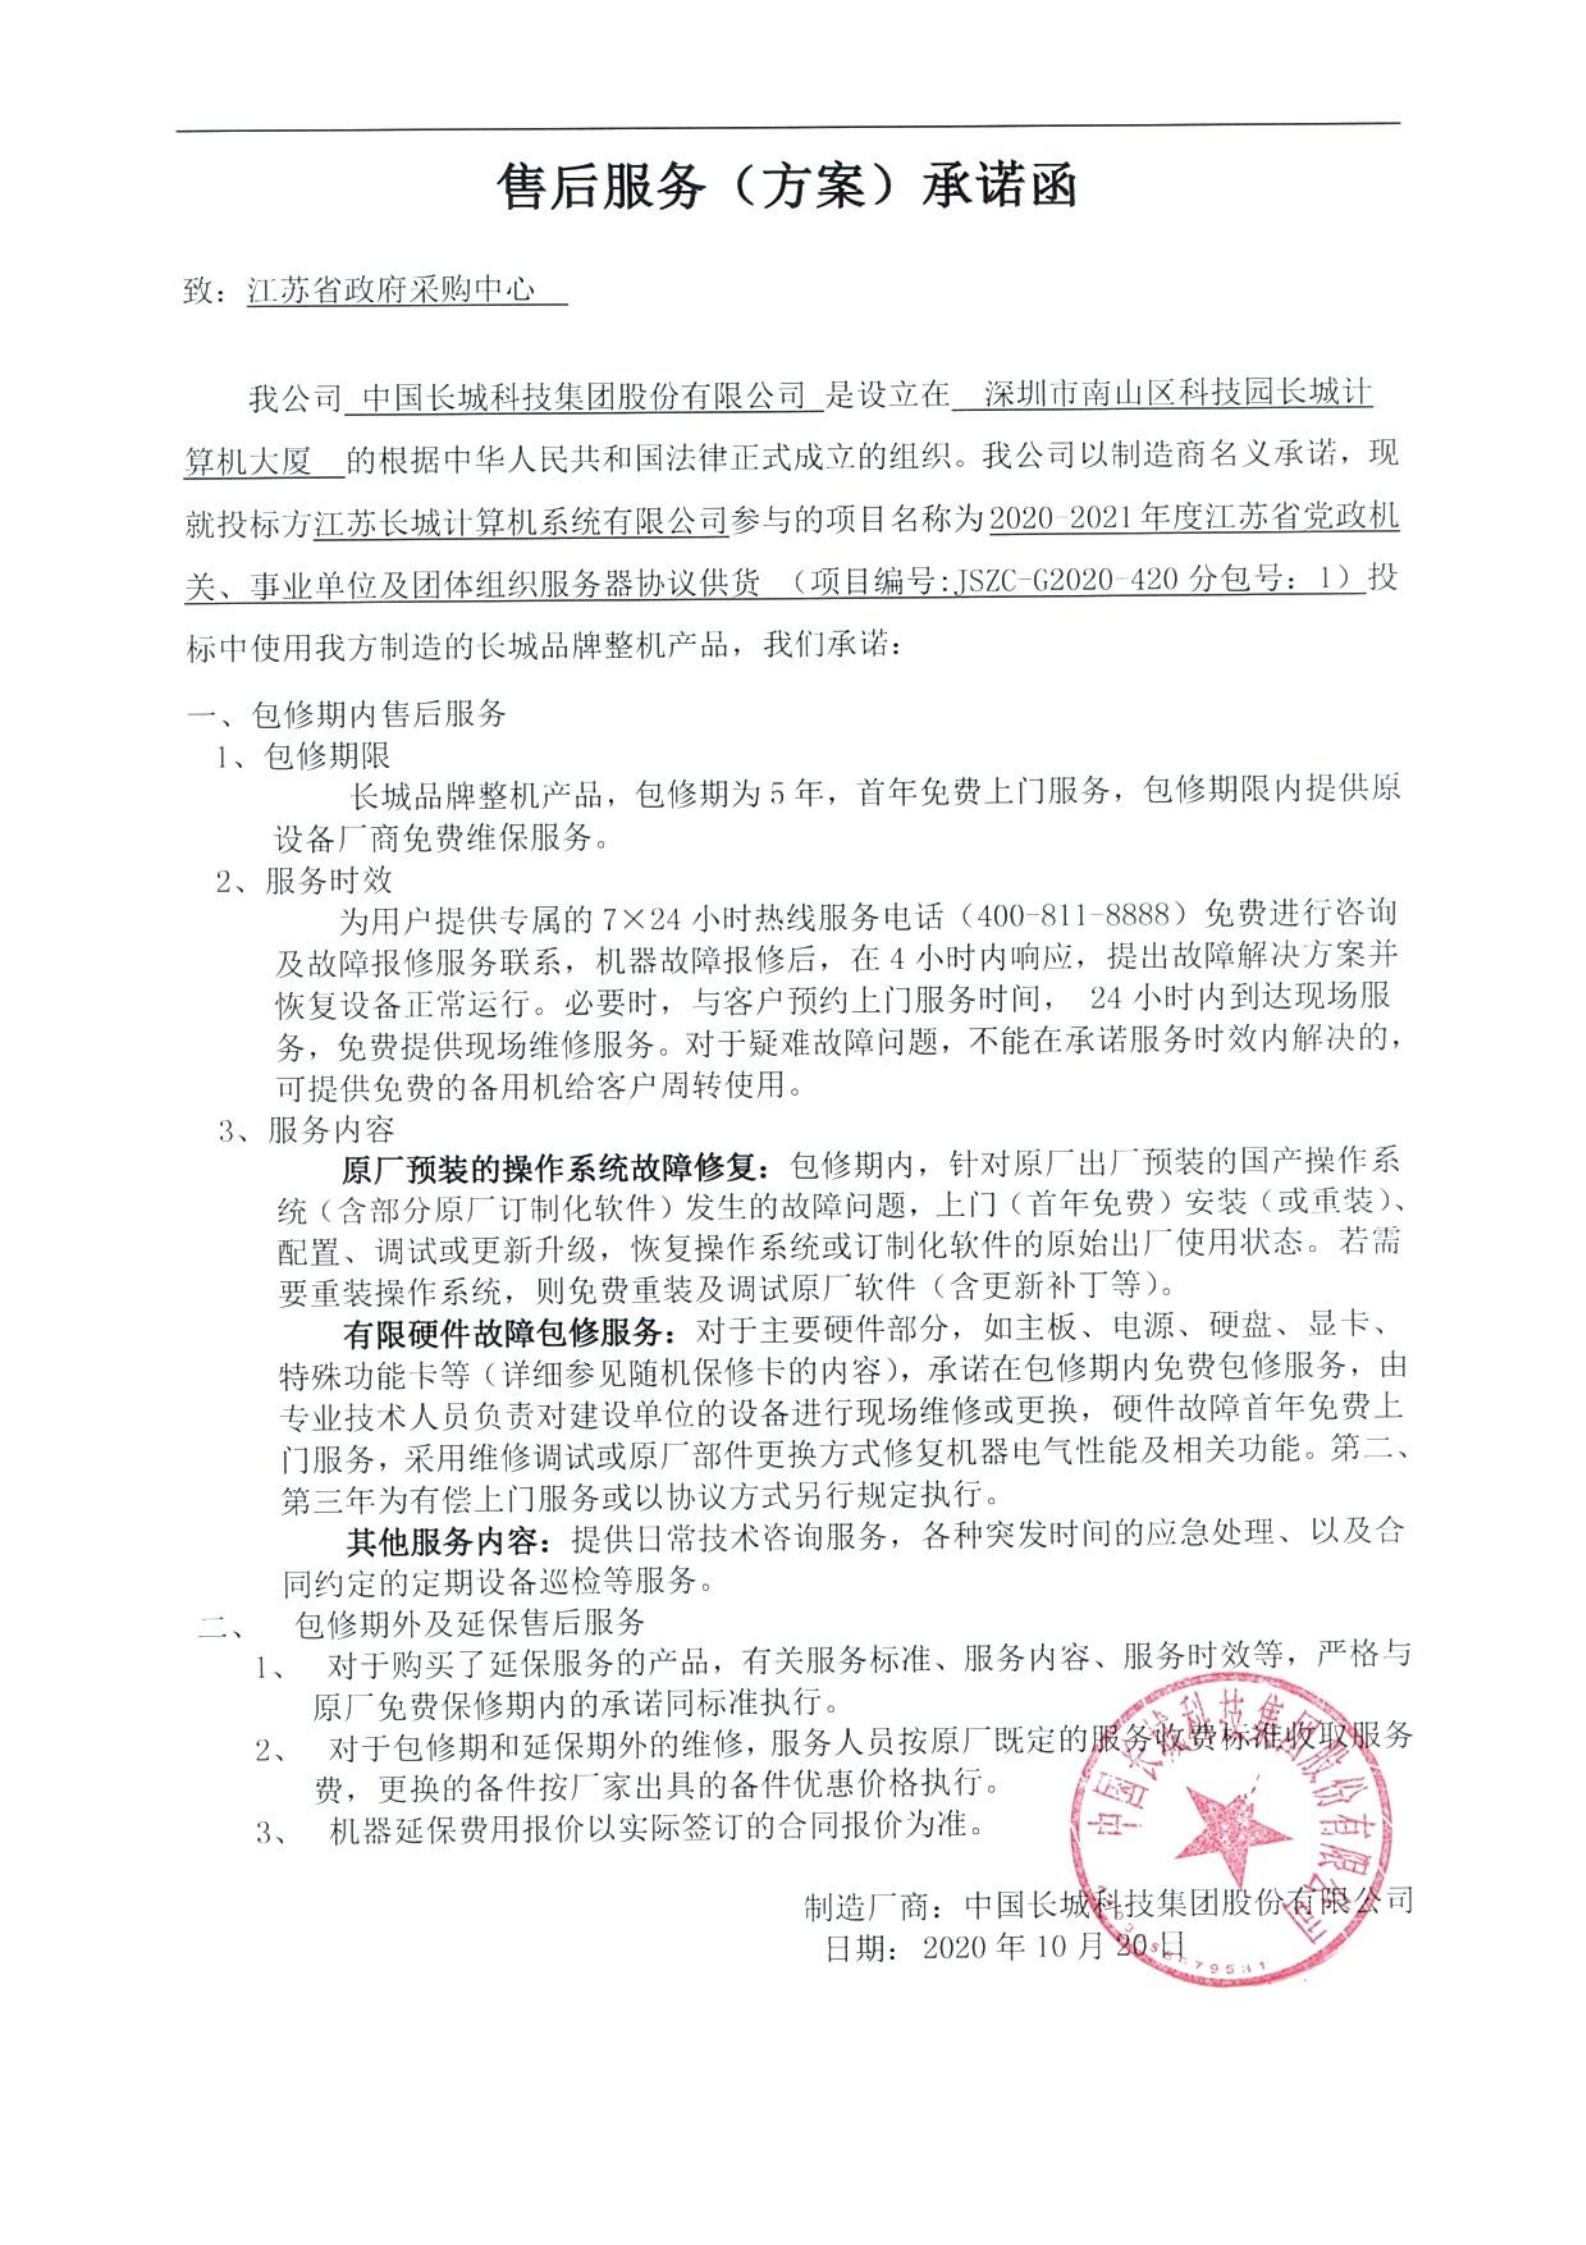 售后服务（方案）承诺函
致：江苏省政府采购中心
我公司 中国长城科技集团股份有限公司 是设立在 深圳市南山区科技园长城计
算机大厦 的根据中华人民共和国法律正式成立的组织。我公司以制造商名义承诺，现
就投标方江苏长城计算机系统有限公司参与的项目名称为2020-2021年度江苏省党政机
关、事业单位及团体组织服务器协议供货 （项目编号:JSZC-G2020-420 分包号：1）投
标中使用我方制造的长城品牌整机产品，我们承诺：
一、包修期内售后服务
1、包修期限
长城品牌整机产品，包修期为 5 年，首年免费上门服务，包修期限内提供原
设备厂商免费维保服务。
2、服务时效
为用户提供专属的 7×24 小时热线服务电话（400-811-8888）免费进行咨询
及故障报修服务联系，机器故障报修后，在 4 小时内响应，提出故障解决方案并
恢复设备正常运行。必要时，与客户预约上门服务时间， 24 小时内到达现场服
务，免费提供现场维修服务。对于疑难故障问题，不能在承诺服务时效内解决的，
可提供免费的备用机给客户周转使用。
3、服务内容
原厂预装的操作系统故障修复：包修期内，针对原厂出厂预装的国产操作系
统（含部分原厂订制化软件）发生的故障问题，上门（首年免费）安装（或重装）、
配置、调试或更新升级，恢复操作系统或订制化软件的原始出厂使用状态。若需
要重装操作系统，则免费重装及调试原厂软件（含更新补丁等）。
有限硬件故障包修服务：对于主要硬件部分，如主板、电源、硬盘、显卡、
特殊功能卡等（详细参见随机保修卡的内容），承诺在包修期内免费包修服务，由
专业技术人员负责对建设单位的设备进行现场维修或更换，硬件故障首年免费上
门服务，采用维修调试或原厂部件更换方式修复机器电气性能及相关功能。第二、
第三年为有偿上门服务或以协议方式另行规定执行。
其他服务内容：提供日常技术咨询服务，各种突发时间的应急处理、以及合
同约定的定期设备巡检等服务。
二、 包修期外及延保售后服务
1、 对于购买了延保服务的产品，有关服务标准、服务内容、服务时效等，严格与
原厂免费保修期内的承诺同标准执行。
2、 对于包修期和延保期外的维修，服务人员按原厂既定的服务收费标准收取服务
费，更换的备件按厂家出具的备件优惠价格执行。
3、 机器延保费用报价以实际签订的合同报价为准。
中国长城科技集团股份有限公司
制造厂商：中国长城科技集团股份有限公司
日期： 2020 年 10 月 20 日